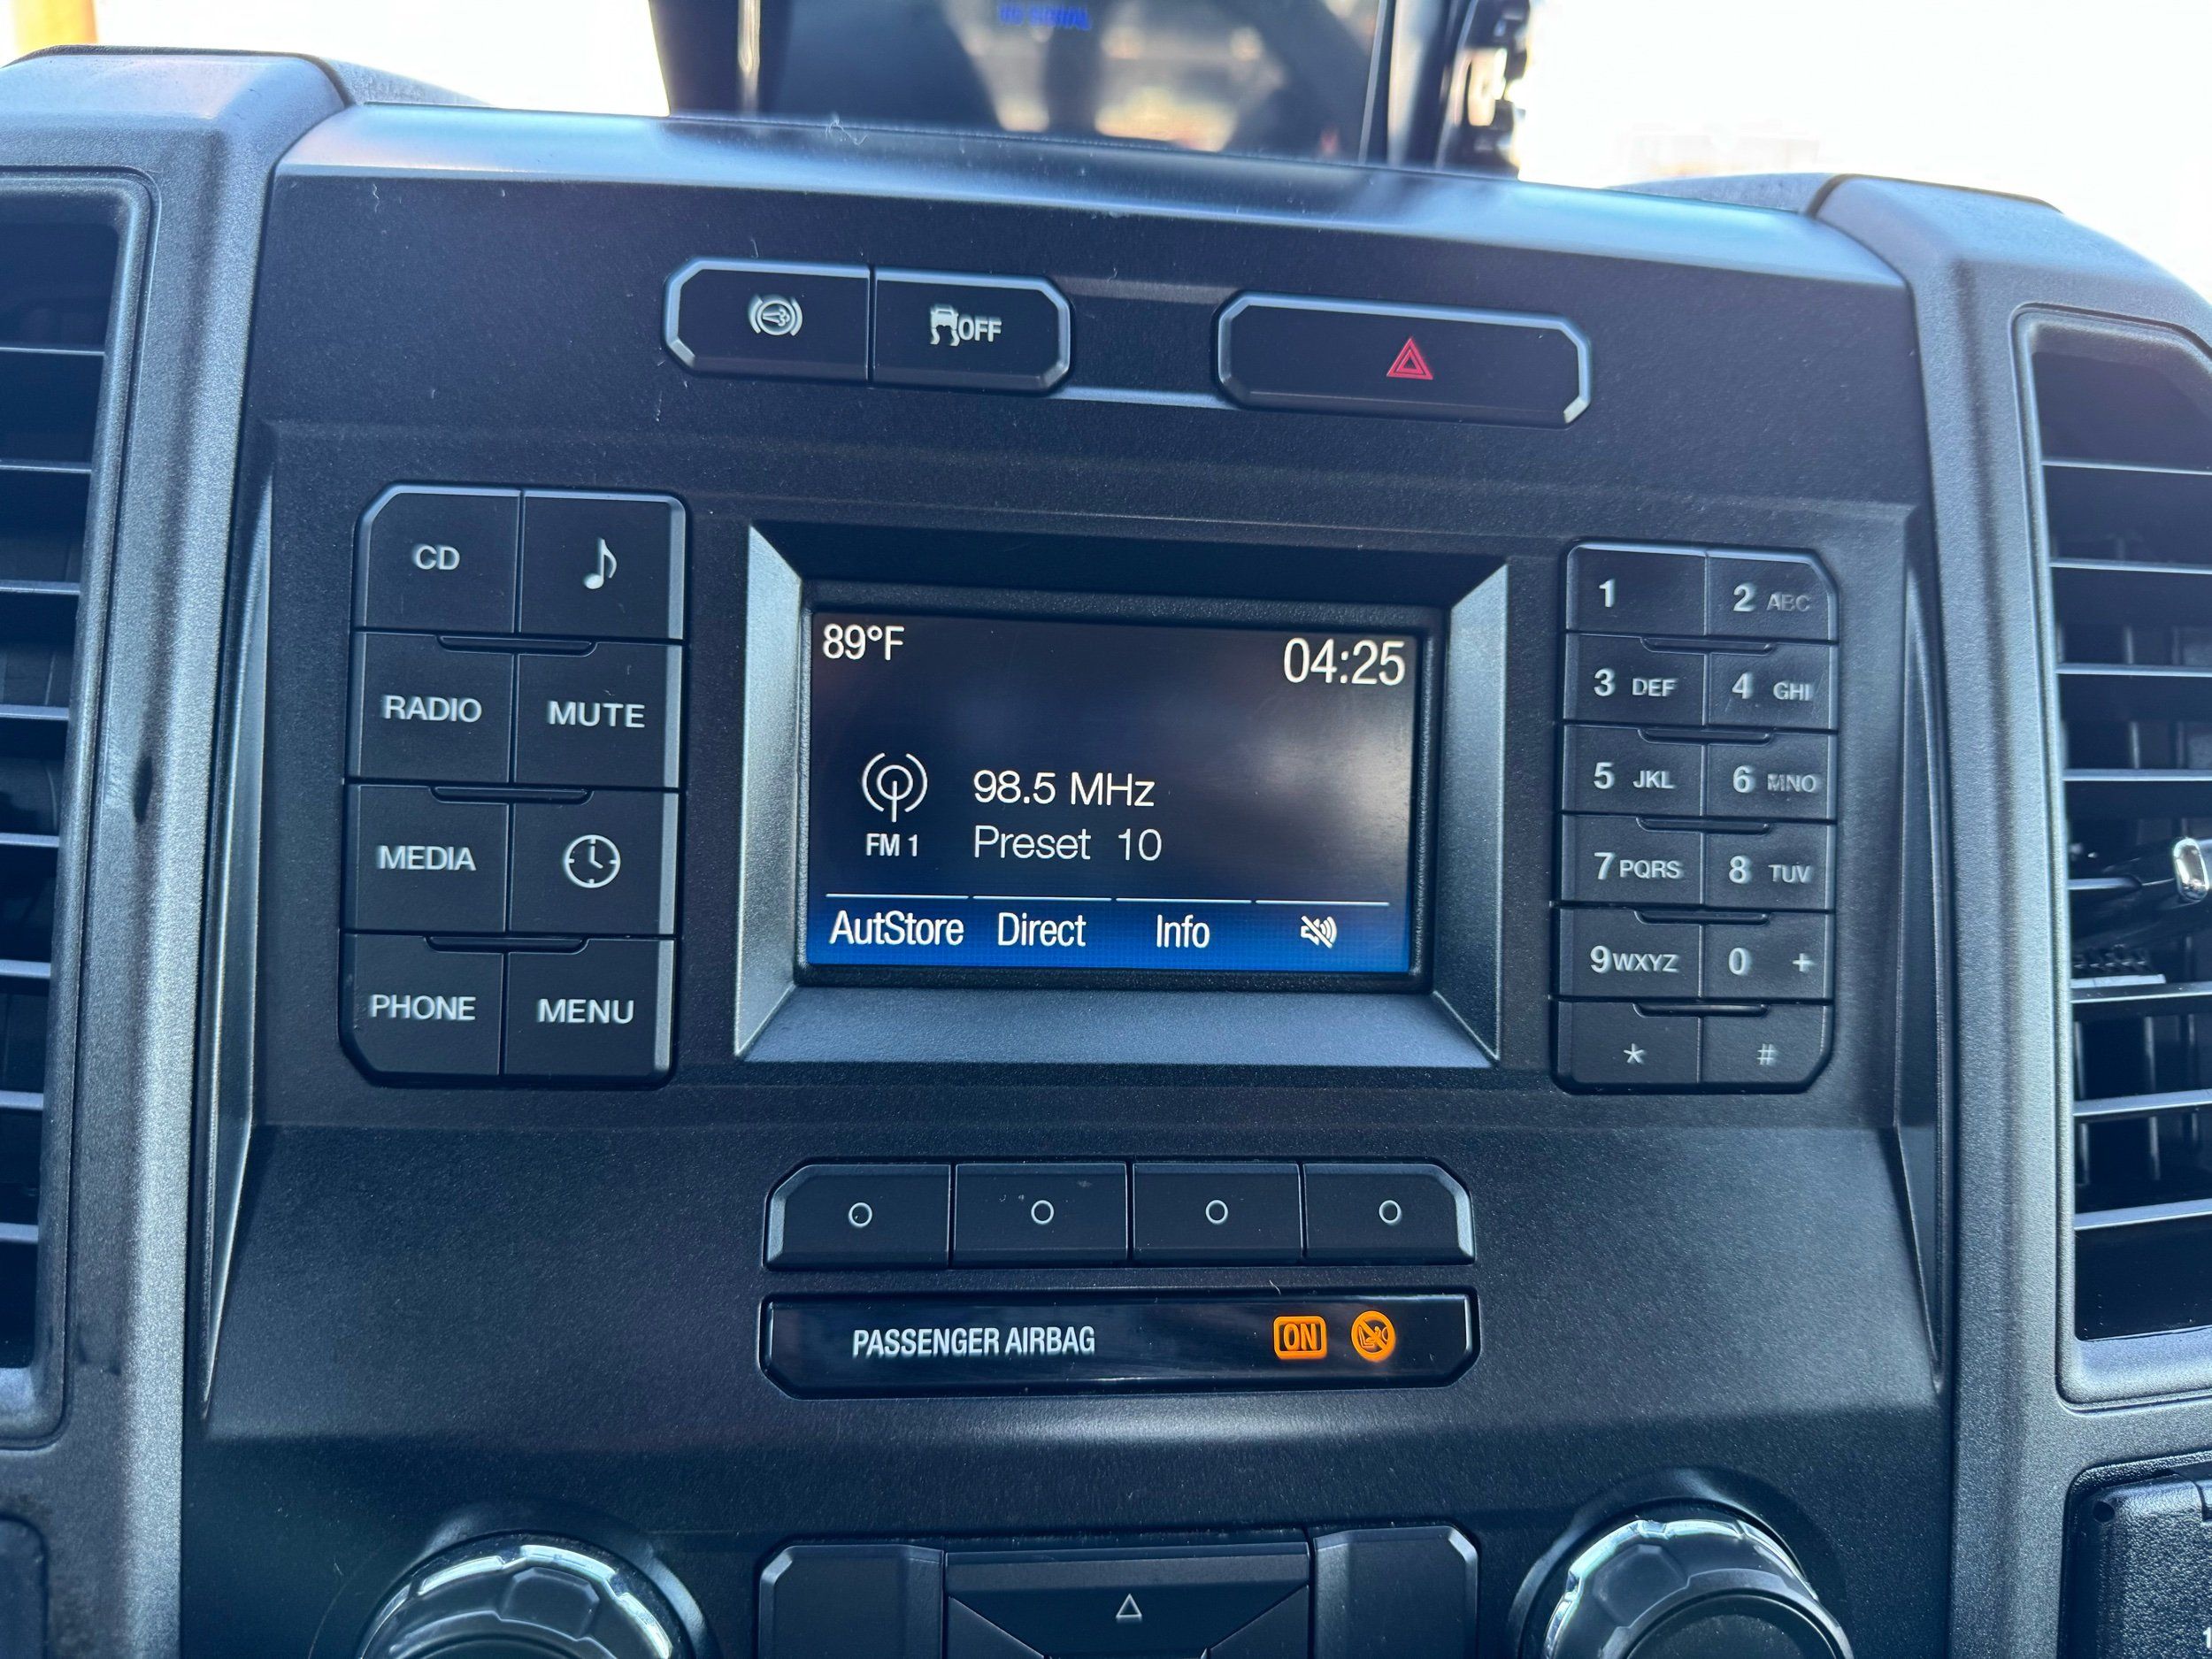 NO SIGNAL
OFF
CD
RADIO MUTE
MEDIA
PHONE MENU
89°F 04:25
98.5 MHz
FM 1 Preset 10
AutStore Direct Info
1 2 ABC
3 DEF 4 GHI
5 JKL 6 MNO
7 PQRS 8 TUV
9 WXYZ 0 +
* #
PASSENGER AIRBAG ON